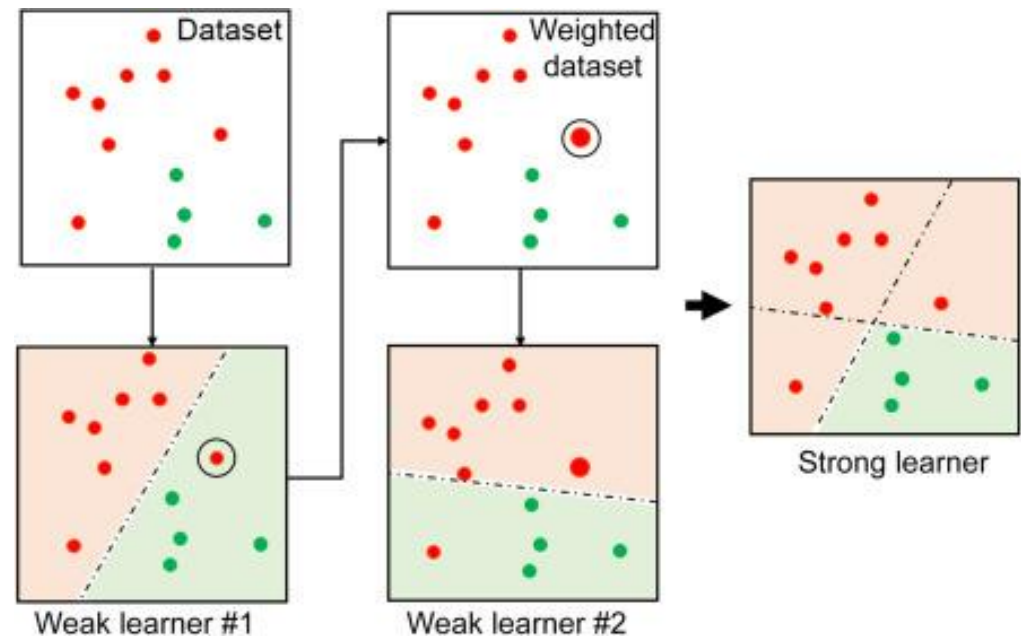 Dataset
Weighted
dataset
Strong learner
Weak learner #1
Weak learner #2